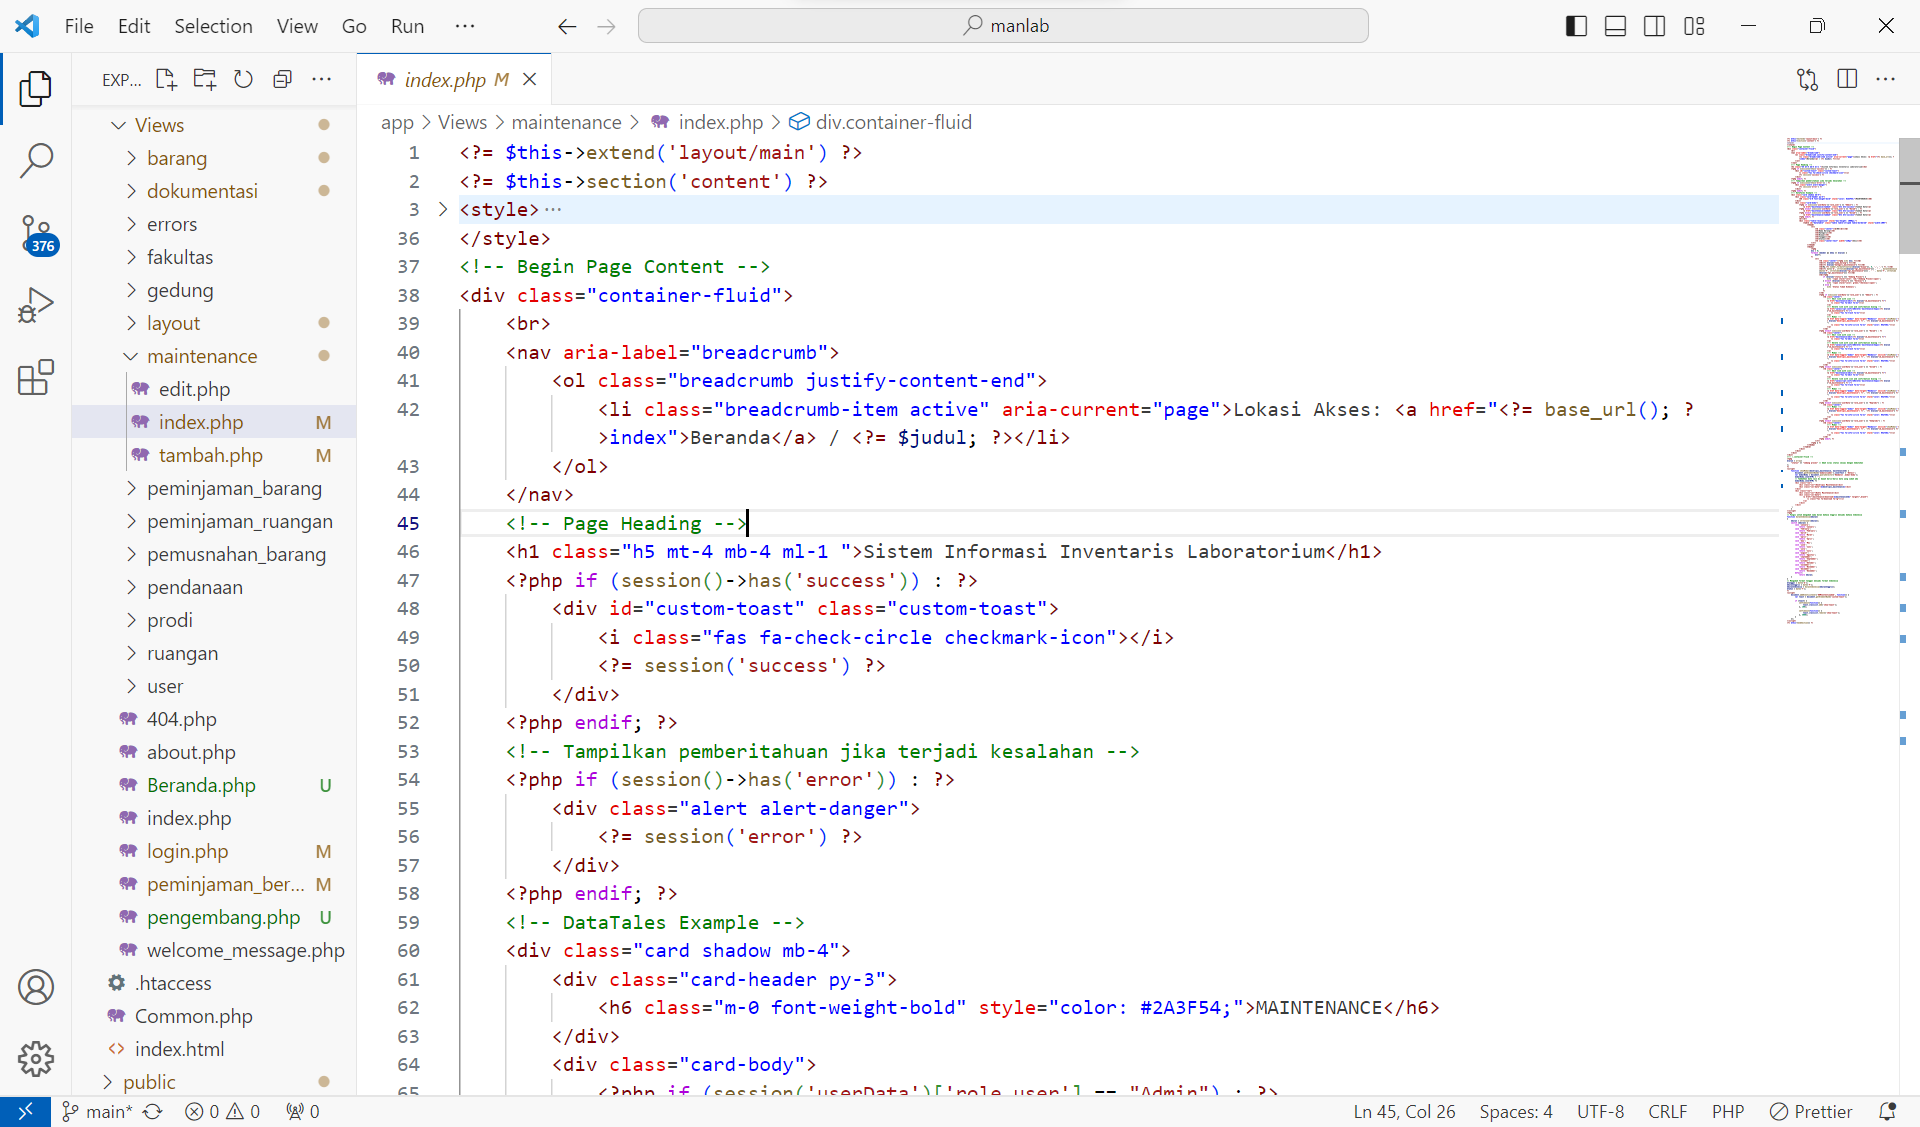 File Edit Selection View Go Run ···
manlab
EXP...
index.php M
app > Views > maintenance > index.php > div.container-fluid
Views
barang
dokumentasi
errors
fakultas
gedung
layout
maintenance
edit.php
index.php M
tambah.php M
peminjaman_barang
peminjaman_ruangan
pemusnahan_barang
pendanaan
prodi
ruangan
user
404.php
about.php
Beranda.php U
index.php
login.php M
peminjaman_ber... M
pengembang.php U
welcome_message.php
.htaccess
Common.php
index.html
public
376
1 <?= $this->extend('layout/main') ?>
2 <?= $this->section('content') ?>
3 <style>···
36 </style>
37 <!-- Begin Page Content -->
38 <div class="container-fluid">
39 <br>
40 <nav aria-label="breadcrumb">
41 <ol class="breadcrumb justify-content-end">
42 <li class="breadcrumb-item active" aria-current="page">Lokasi Akses: <a href="<?= base_url(); ?
>index">Beranda</a> / <?= $judul; ?></li>
43 </ol>
44 </nav>
45 <!-- Page Heading -->
46 <h1 class="h5 mt-4 mb-4 ml-1 ">Sistem Informasi Inventaris Laboratorium</h1>
47 <?php if (session()->has('success')) : ?>
48 <div id="custom-toast" class="custom-toast">
49 <i class="fas fa-check-circle checkmark-icon"></i>
50 <?= session('success') ?>
51 </div>
52 <?php endif; ?>
53 <!-- Tampilkan pemberitahuan jika terjadi kesalahan -->
54 <?php if (session()->has('error')) : ?>
55 <div class="alert alert-danger">
56 <?= session('error') ?>
57 </div>
58 <?php endif; ?>
59 <!-- DataTales Example -->
60 <div class="card shadow mb-4">
61 <div class="card-header py-3">
62 <h6 class="m-0 font-weight-bold" style="color: #2A3F54;">MAINTENANCE</h6>
63 </div>
64 <div class="card-body">
65 <?php if (session('userData')['role_user'] == "Admin") : ?>
main* 0 0 0 Ln 45, Col 26 Spaces: 4 UTF-8 CRLF PHP Prettier